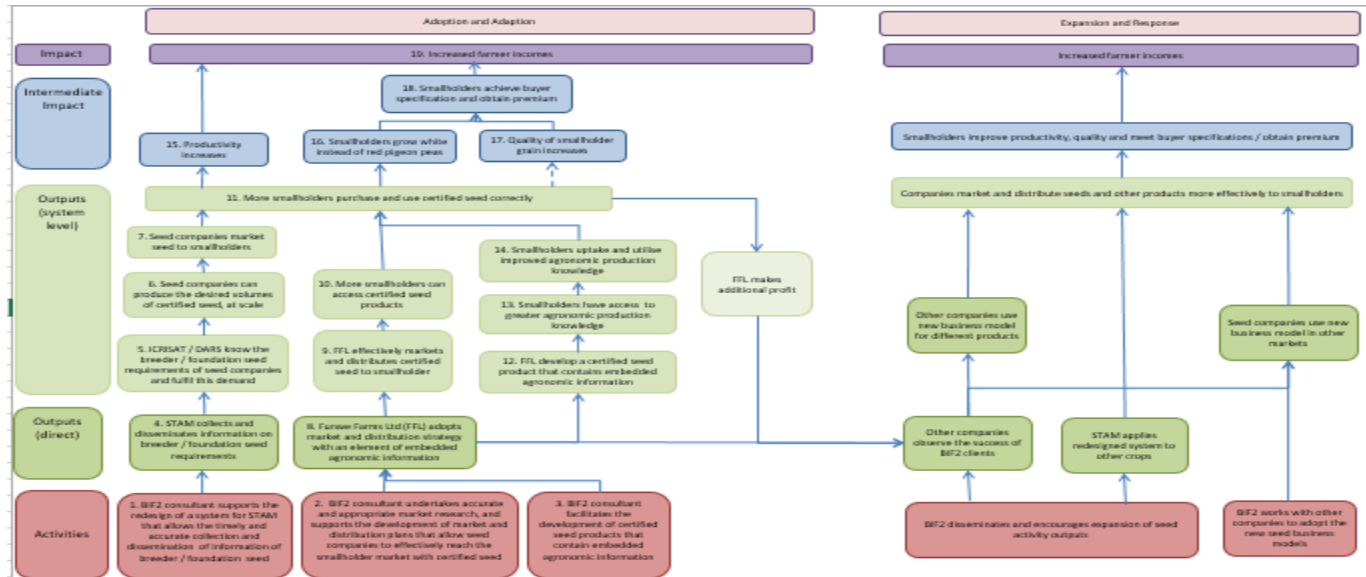 Adoption and Adaption
Expansion and Response
Impact
19. Increased farmer incomes
Increased farmer incomes
Intermediate
Impact
18. Smallholders achieve buyer
specification and obtain premium
15. Productivity
increases
16. Smallholders grow white
instead of red pigeon peas
17. Quality of smallholder
grain increases
Smallholders improve productivity, quality and meet buyer specifications / obtain premium
Outputs
(system
level)
11. More smallholders purchase and use certified seed correctly
Companies market and distribute seeds and other products more effectively to smallholders
7. Seed companies market
seed to smallholders
14. Smallholders uptake and utilise
improved agronomic production
knowledge
6. Seed companies can
produce the desired volumes
of certified seed, at scale
10. More smallholders can
access certified seed
products
13. Smallholders have access to
greater agronomic production
knowledge
FFL makes
additional profit
Other companies use
new business model
for different products
Seed companies use new
business model in other
markets
5. ICRISAT / DARS know the
breeder / foundation seed
requirements of seed companies
and fulfil this demand
9. FFL effectively markets
and distributes certified
seed to smallholder
12. FFL develop a certified seed
product that contains embedded
agronomic information
Outputs
(direct)
4. STAM collects and
disseminates information on
breeder / foundation seed
requirements
8. Funwe Farms Ltd (FFL) adopts
market and distribution strategy
with an element of embedded
agronomic information
Other companies
observe the success of
BIF2 clients
STAM applies
redesigned system to
other crops
Activities
1. BIF2 consultant supports the
redesign of a system for STAM
that allows the timely and
accurate collection and
dissemination of information of
breeder / foundation seed
2. BIF2 consultant undertakes accurate
and appropriate market research, and
supports the development of market and
distribution plans that allow seed
companies to effectively reach the
smallholder market with certified seed
3. BIF2 consultant
facilitates the
development of certified
seed products that
contain embedded
agronomic information
BIF2 disseminates and encourages expansion of seed
activity outputs
BIF2 works with other
companies to adopt the
new seed business
models